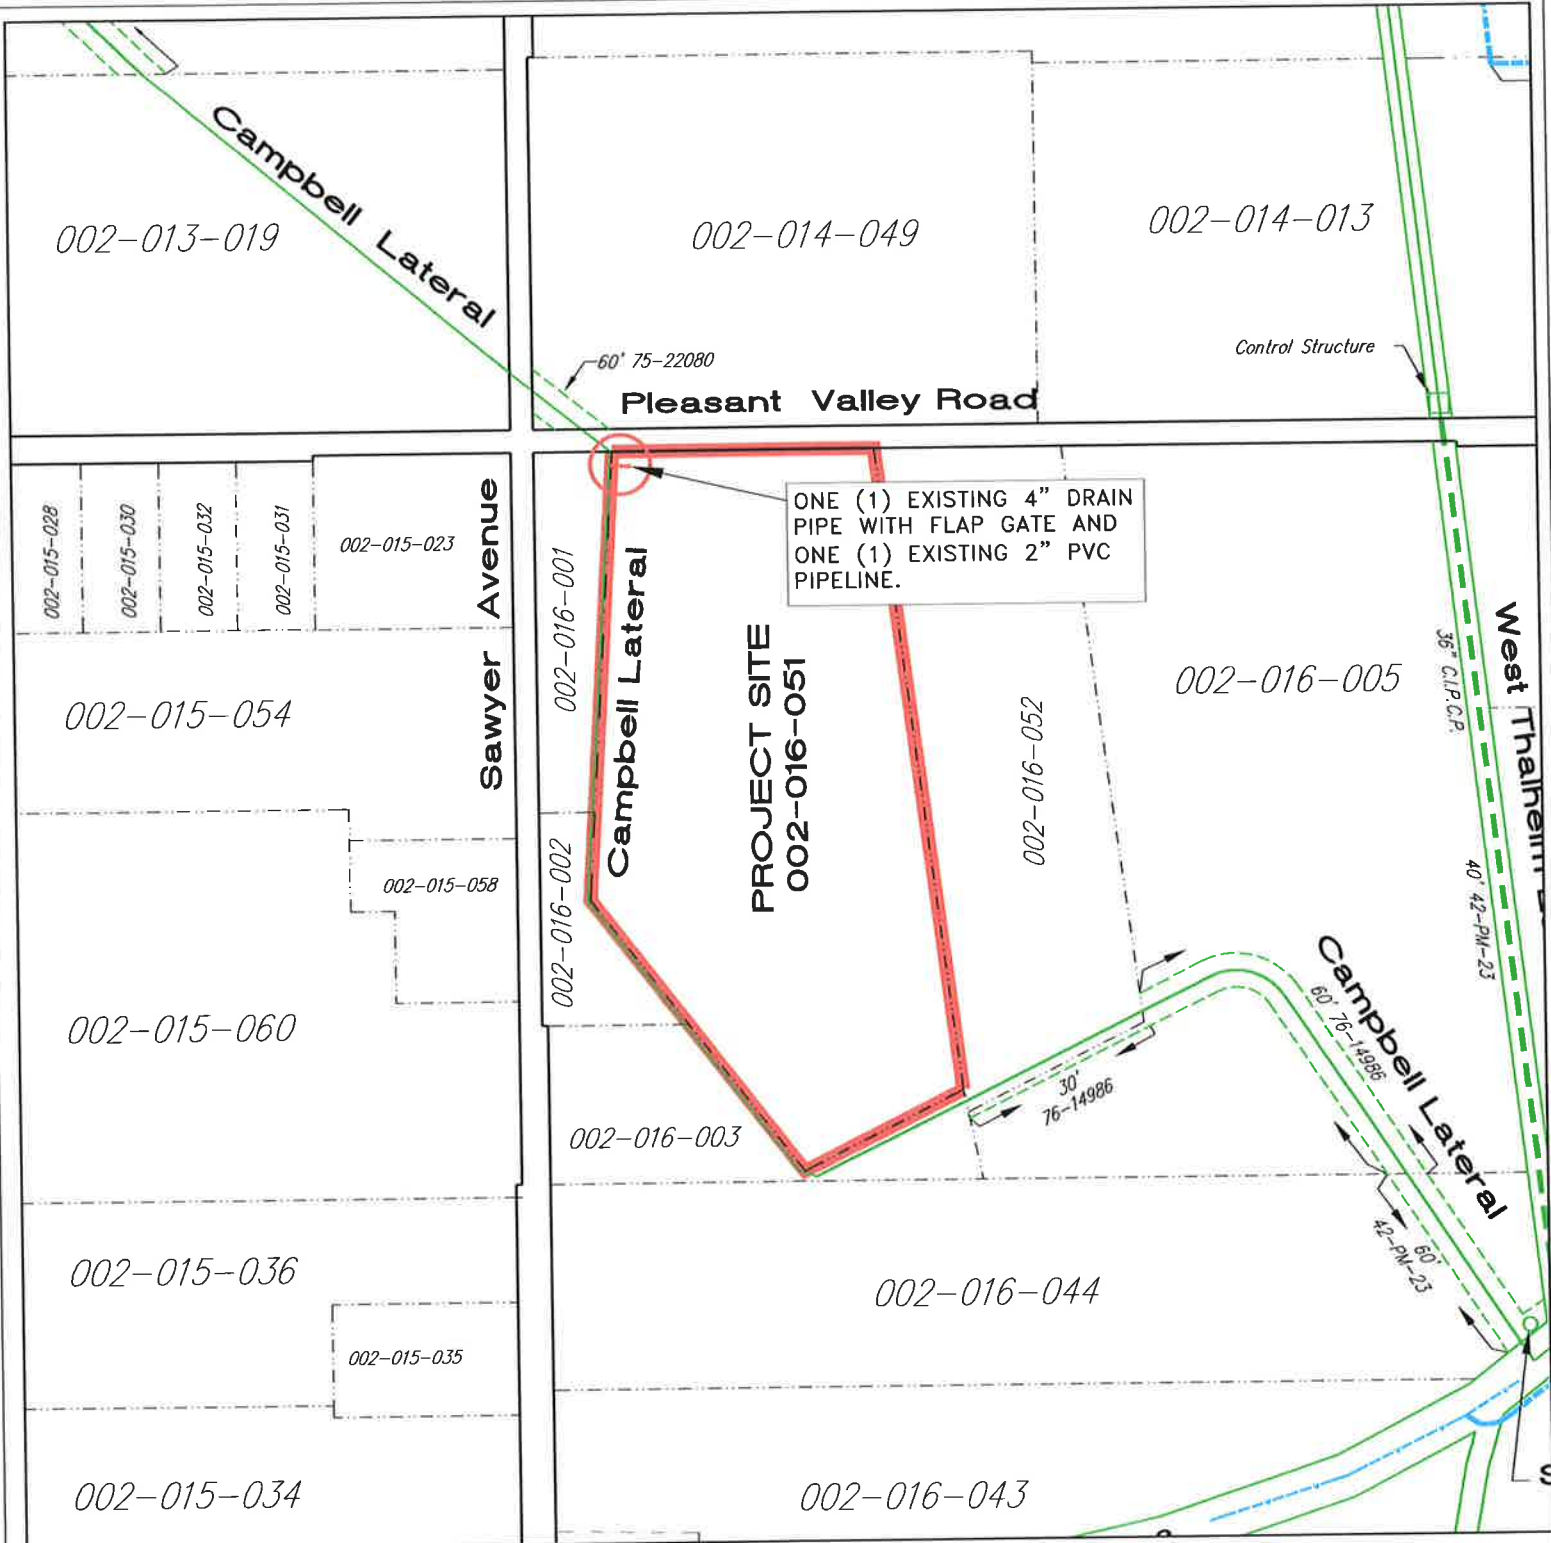 Campbell Lateral
002-013-019
002-014-049
002-014-013
60' 75-22080
Control Structure
Pleasant Valley Road
ONE (1) EXISTING 4" DRAIN
PIPE WITH FLAP GATE AND
ONE (1) EXISTING 2" PVC
PIPELINE.
002-015-028
002-015-030
002-015-032
002-015-031
002-015-023
Sawyer Avenue
002-016-001
Campbell Lateral
PROJECT SITE
002-016-051
002-016-052
002-016-005
36" C.I.P.C.P.
West Thalheim
002-015-054
002-015-058
002-016-002
40' 42-PM-23
002-015-060
Campbell Lateral
60' 76-14986
30'
76-14986
002-016-003
60'
42-PM-23
002-015-036
002-016-044
002-015-035
002-015-034
002-016-043
S